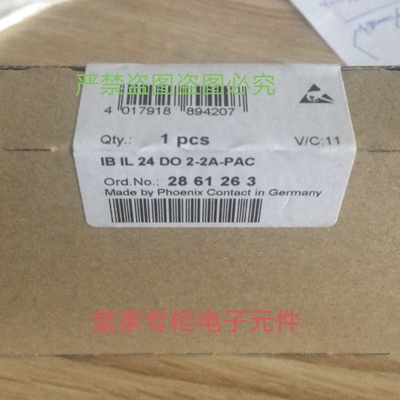 严禁盗图盗图必究
4 017918 894207
Qty.: 1 pcs V/C:11
IB IL 24 DO 2-2A-PAC
Ord.No.: 28 61 26 3
Made by Phoenix Contact in Germany
皇家专柜电子元件